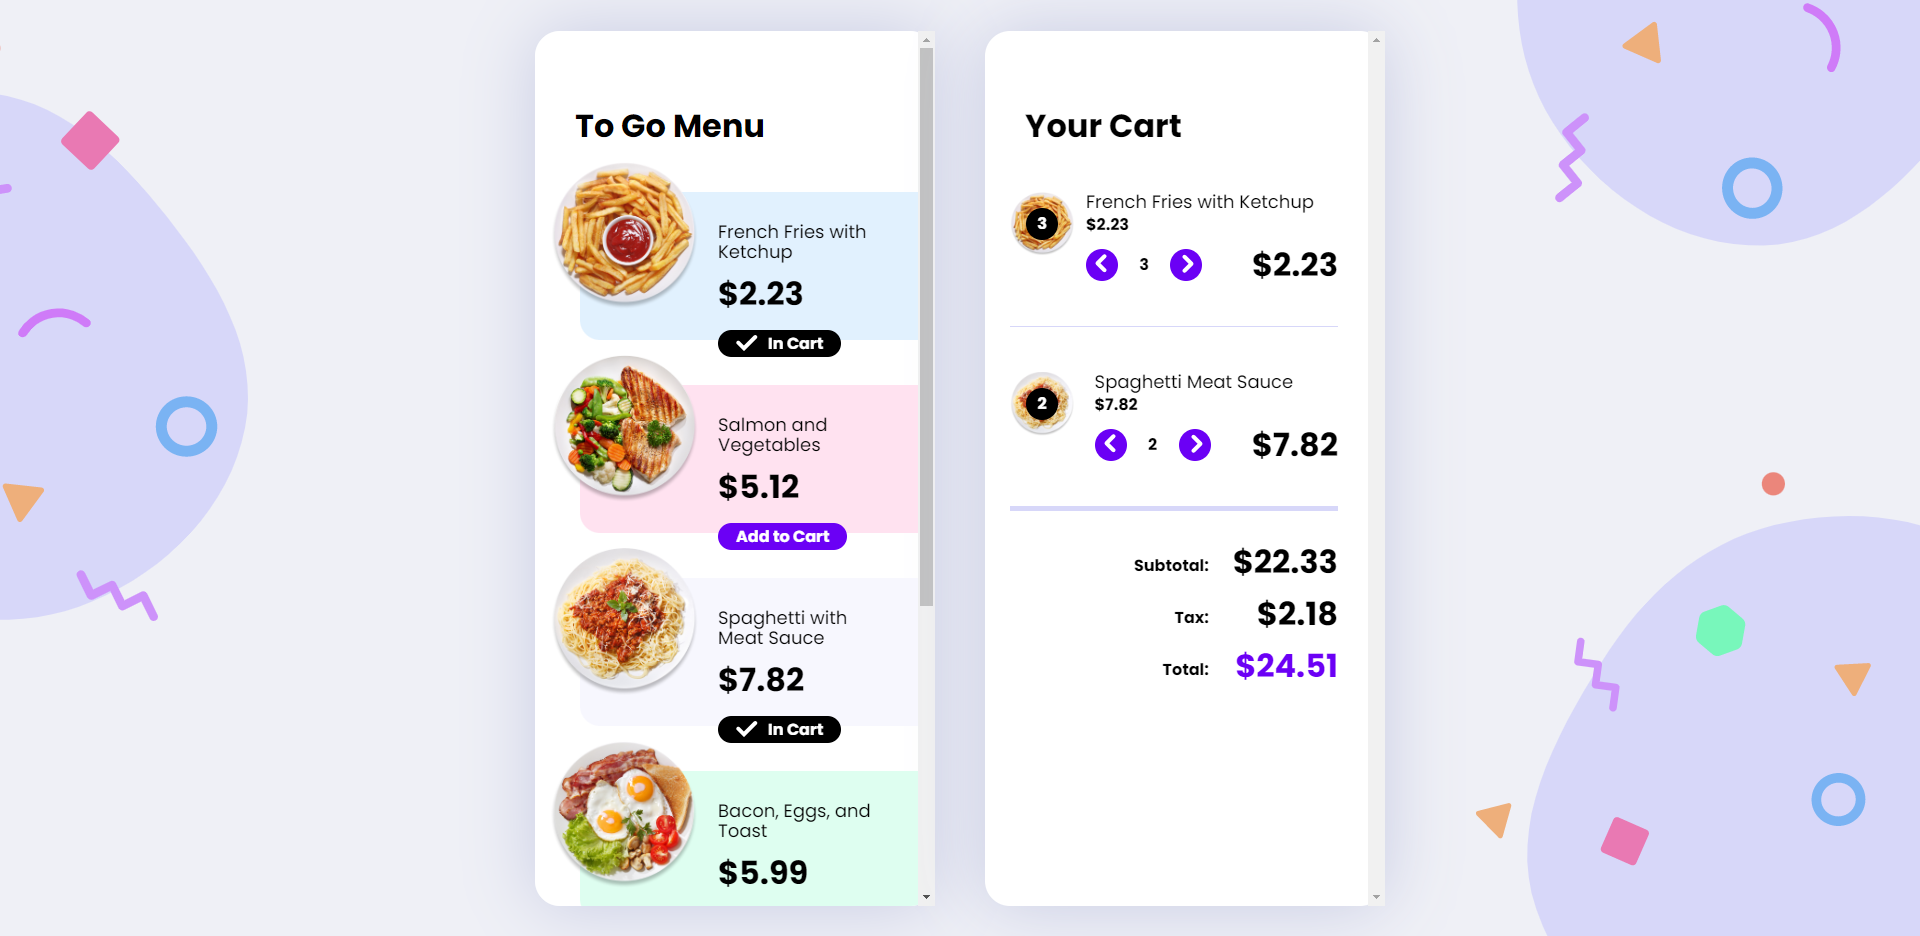 To Go Menu
French Fries with
Ketchup
$2.23
In Cart
Salmon and
Vegetables
$5.12
Add to Cart
Spaghetti with
Meat Sauce
$7.82
In Cart
Bacon, Eggs, and
Toast
$5.99
Your Cart
3
French Fries with Ketchup
$2.23
3
$2.23
2
Spaghetti Meat Sauce
$7.82
2
$7.82
Subtotal: $22.33
Tax: $2.18
Total: $24.51